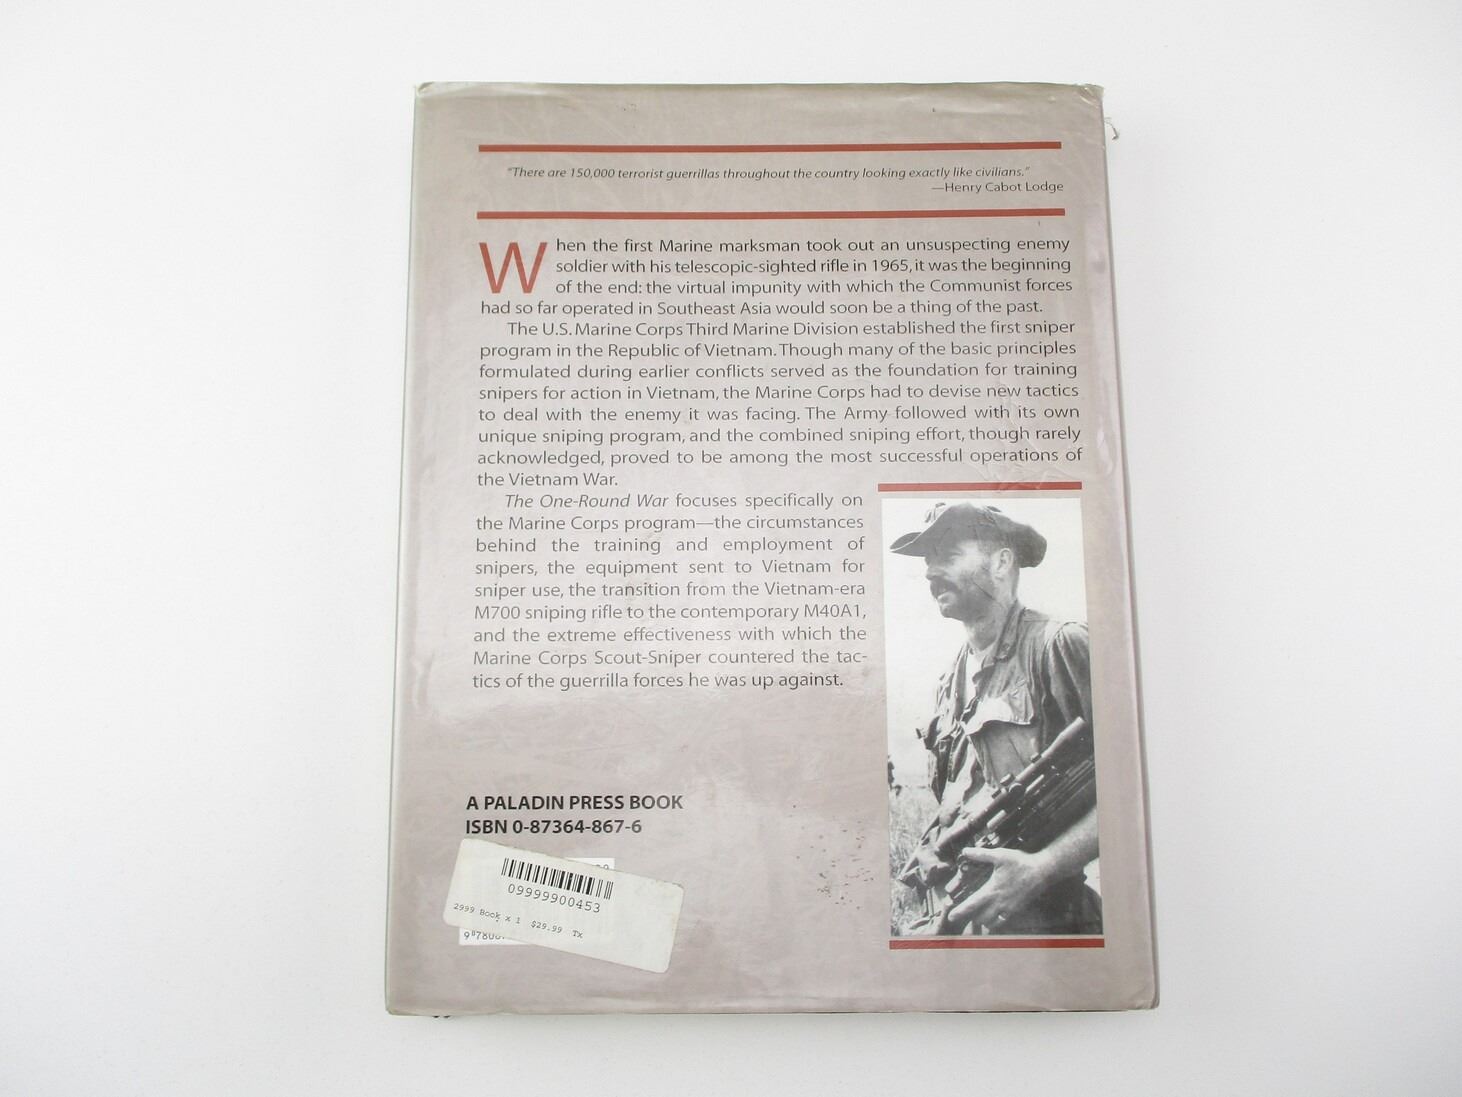 "There are 150,000 terrorist guerrillas throughout the country looking exactly like civilians."
—Henry Cabot Lodge
When the first Marine marksman took out an unsuspecting enemy
soldier with his telescopic-sighted rifle in 1965, it was the beginning
of the end: the virtual impunity with which the Communist forces
had so far operated in Southeast Asia would soon be a thing of the past.
The U.S. Marine Corps Third Marine Division established the first sniper
program in the Republic of Vietnam. Though many of the basic principles
formulated during earlier conflicts served as the foundation for training
snipers for action in Vietnam, the Marine Corps had to devise new tactics
to deal with the enemy it was facing. The Army followed with its own
unique sniping program, and the combined sniping effort, though rarely
acknowledged, proved to be among the most successful operations of
the Vietnam War.
The One-Round War focuses specifically on
the Marine Corps program—the circumstances
behind the training and employment of
snipers, the equipment sent to Vietnam for
sniper use, the transition from the Vietnam-era
M700 sniping rifle to the contemporary M40A1,
and the extreme effectiveness with which the
Marine Corps Scout-Sniper countered the tac-
tics of the guerrilla forces he was up against.
A PALADIN PRESS BOOK
ISBN 0-87364-867-6
09999900453
2999 Book x 1 $29.99 Tx